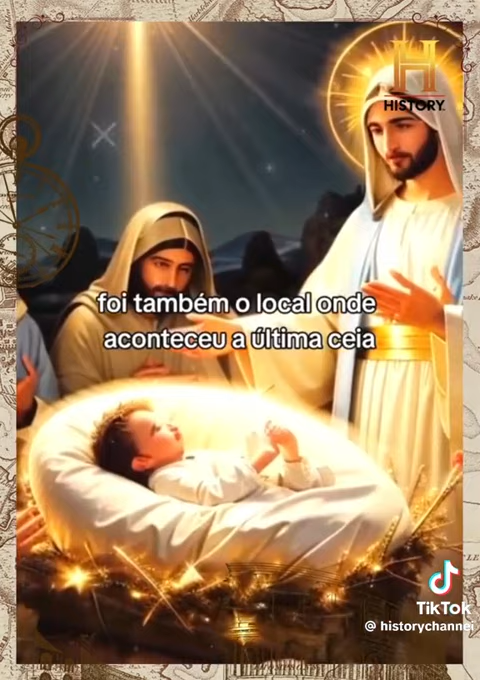 H
HISTORY
foi também o local onde
aconteceu a última ceia
TikTok
@ historychannel